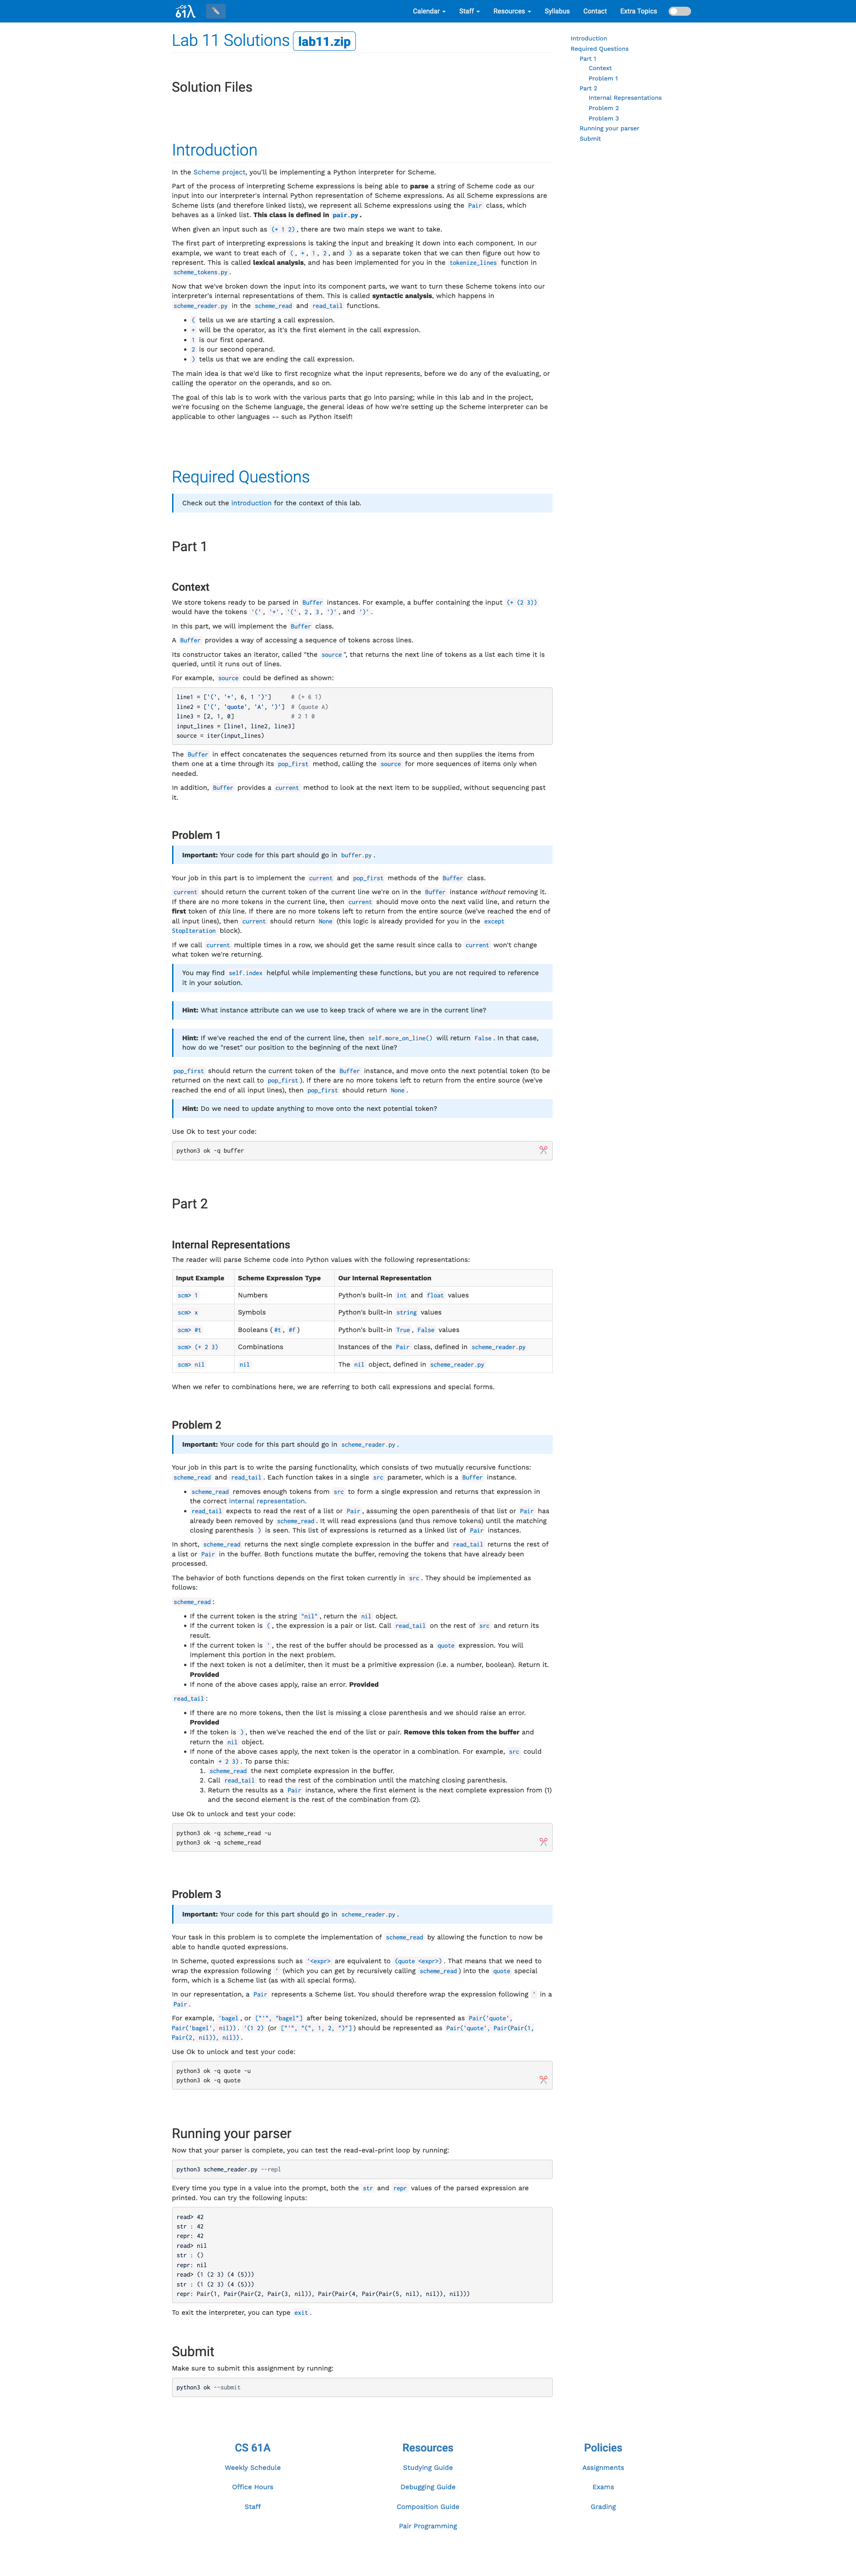 CS
61A
Calendar
Staff
Resources
Syllabus
Contact
Extra Topics
Lab 11 Solutions lab11.zip
Introduction
Required Questions
Part 1
Context
Problem 1
Part 2
Internal Representations
Problem 2
Problem 3
Running your parser
Submit
Solution Files
Introduction
In the Scheme project, you'll be implementing a Python interpreter for Scheme.
Part of the process of interpreting Scheme expressions is being able to parse a string of Scheme code as our
input into our interpreter's internal Python representation of Scheme expressions. As all Scheme expressions are
Scheme lists (and therefore linked lists), we represent all Scheme expressions using the Pair class, which
behaves as a linked list. This class is defined in pair.py.
When given an input such as (+ 1 2), there are two main steps we want to take.
The first part of interpreting expressions is taking the input and breaking it down into each component. In our
example, we want to treat each of (, +, 1, 2, and ) as a separate token that we can then figure out how to
represent. This is called lexical analysis, and has been implemented for you in the tokenize_lines function in
scheme_tokens.py.
Now that we've broken down the input into its component parts, we want to turn these Scheme tokens into our
interpreter's internal representations of them. This is called syntactic analysis, which happens in
scheme_reader.py in the scheme_read and read_tail functions.
• ( tells us we are starting a call expression.
• + will be the operator, as it's the first element in the call expression.
• 1 is our first operand.
• 2 is our second operand.
• ) tells us that we are ending the call expression.
The main idea is that we'd like to first recognize what the input represents, before we do any of the evaluating, or
calling the operator on the operands, and so on.
The goal of this lab is to work with the various parts that go into parsing; while in this lab and in the project,
we're focusing on the Scheme language, the general ideas of how we're setting up the Scheme interpreter can be
applicable to other languages -- such as Python itself!
Required Questions
Check out the introduction for the context of this lab.
Part 1
Context
We store tokens ready to be parsed in Buffer instances. For example, a buffer containing the input (+ (2 3))
would have the tokens '(', '+', '(', 2, 3, ')', and ')'.
In this part, we will implement the Buffer class.
A Buffer provides a way of accessing a sequence of tokens across lines.
Its constructor takes an iterator, called "the source", that returns the next line of tokens as a list each time it is
queried, until it runs out of lines.
For example, source could be defined as shown:
line1 = ['(', '+', 6, 1 ')']      # (+ 6 1)
line2 = ['(', 'quote', 'A', ')']  # (quote A)
line3 = [2, 1, 0]                 # 2 1 0
input_lines = [line1, line2, line3]
source = iter(input_lines)
The Buffer in effect concatenates the sequences returned from its source and then supplies the items from
them one at a time through its pop_first method, calling the source for more sequences of items only when
needed.
In addition, Buffer provides a current method to look at the next item to be supplied, without sequencing past
it.
Problem 1
Important: Your code for this part should go in buffer.py.
Your job in this part is to implement the current and pop_first methods of the Buffer class.
current should return the current token of the current line we're on in the Buffer instance without removing it.
If there are no more tokens in the current line, then current should move onto the next valid line, and return the
first token of this line. If there are no more tokens left to return from the entire source (we've reached the end of
all input lines), then current should return None (this logic is already provided for you in the except
StopIteration block).
If we call current multiple times in a row, we should get the same result since calls to current won't change
what token we're returning.
You may find self.index helpful while implementing these functions, but you are not required to reference
it in your solution.
Hint: What instance attribute can we use to keep track of where we are in the current line?
Hint: If we've reached the end of the current line, then self.more_on_line() will return False. In that case,
how do we "reset" our position to the beginning of the next line?
pop_first should return the current token of the Buffer instance, and move onto the next potential token (to be
returned on the next call to pop_first). If there are no more tokens left to return from the entire source (we've
reached the end of all input lines), then pop_first should return None.
Hint: Do we need to update anything to move onto the next potential token?
Use Ok to test your code:
python3 ok -q buffer
Part 2
Internal Representations
The reader will parse Scheme code into Python values with the following representations:
Input Example Scheme Expression Type Our Internal Representation
scm> 1 Numbers Python's built-in int and float values
scm> x Symbols Python's built-in string values
scm> #t Booleans (#t, #f) Python's built-in True, False values
scm> (+ 2 3) Combinations Instances of the Pair class, defined in scheme_reader.py
scm> nil nil The nil object, defined in scheme_reader.py
When we refer to combinations here, we are referring to both call expressions and special forms.
Problem 2
Important: Your code for this part should go in scheme_reader.py.
Your job in this part is to write the parsing functionality, which consists of two mutually recursive functions:
scheme_read and read_tail. Each function takes in a single src parameter, which is a Buffer instance.
• scheme_read removes enough tokens from src to form a single expression and returns that expression in
the correct internal representation.
• read_tail expects to read the rest of a list or Pair, assuming the open parenthesis of that list or Pair has
already been removed by scheme_read. It will read expressions (and thus remove tokens) until the matching
closing parenthesis ) is seen. This list of expressions is returned as a linked list of Pair instances.
In short, scheme_read returns the next single complete expression in the buffer and read_tail returns the rest of
a list or Pair in the buffer. Both functions mutate the buffer, removing the tokens that have already been
processed.
The behavior of both functions depends on the first token currently in src. They should be implemented as
follows:
scheme_read:
• If the current token is the string "nil", return the nil object.
• If the current token is (, the expression is a pair or list. Call read_tail on the rest of src and return its
result.
• If the current token is ', the rest of the buffer should be processed as a quote expression. You will
implement this portion in the next problem.
• If the next token is not a delimiter, then it must be a primitive expression (i.e. a number, boolean). Return it.
Provided
• If none of the above cases apply, raise an error. Provided
read_tail:
• If there are no more tokens, then the list is missing a close parenthesis and we should raise an error.
Provided
• If the token is ), then we've reached the end of the list or pair. Remove this token from the buffer and
return the nil object.
• If none of the above cases apply, the next token is the operator in a combination. For example, src could
contain + 2 3). To parse this:
1. scheme_read the next complete expression in the buffer.
2. Call read_tail to read the rest of the combination until the matching closing parenthesis.
3. Return the results as a Pair instance, where the first element is the next complete expression from (1)
and the second element is the rest of the combination from (2).
Use Ok to unlock and test your code:
python3 ok -q scheme_read -u
python3 ok -q scheme_read
Problem 3
Important: Your code for this part should go in scheme_reader.py.
Your task in this problem is to complete the implementation of scheme_read by allowing the function to now be
able to handle quoted expressions.
In Scheme, quoted expressions such as '<expr> are equivalent to (quote <expr>). That means that we need to
wrap the expression following ' (which you can get by recursively calling scheme_read) into the quote special
form, which is a Scheme list (as with all special forms).
In our representation, a Pair represents a Scheme list. You should therefore wrap the expression following ' in a
Pair.
For example, 'bagel, or ["'", "bagel"] after being tokenized, should be represented as Pair('quote',
Pair('bagel', nil)). '(1 2) (or ["'", "(", 1, 2, ")"]) should be represented as Pair('quote', Pair(Pair(1,
Pair(2, nil)), nil)).
Use Ok to unlock and test your code:
python3 ok -q quote -u
python3 ok -q quote
Running your parser
Now that your parser is complete, you can test the read-eval-print loop by running:
python3 scheme_reader.py --repl
Every time you type in a value into the prompt, both the str and repr values of the parsed expression are
printed. You can try the following inputs:
read> 42
str : 42
repr: 42
read> nil
str : ()
repr: nil
read> (1 (2 3) (4 (5)))
str : (1 (2 3) (4 (5)))
repr: Pair(1, Pair(Pair(2, Pair(3, nil)), Pair(Pair(4, Pair(Pair(5, nil), nil)), nil)))
To exit the interpreter, you can type exit.
Submit
Make sure to submit this assignment by running:
python3 ok --submit
CS 61A
Weekly Schedule
Office Hours
Staff
Resources
Studying Guide
Debugging Guide
Composition Guide
Pair Programming
Policies
Assignments
Exams
Grading